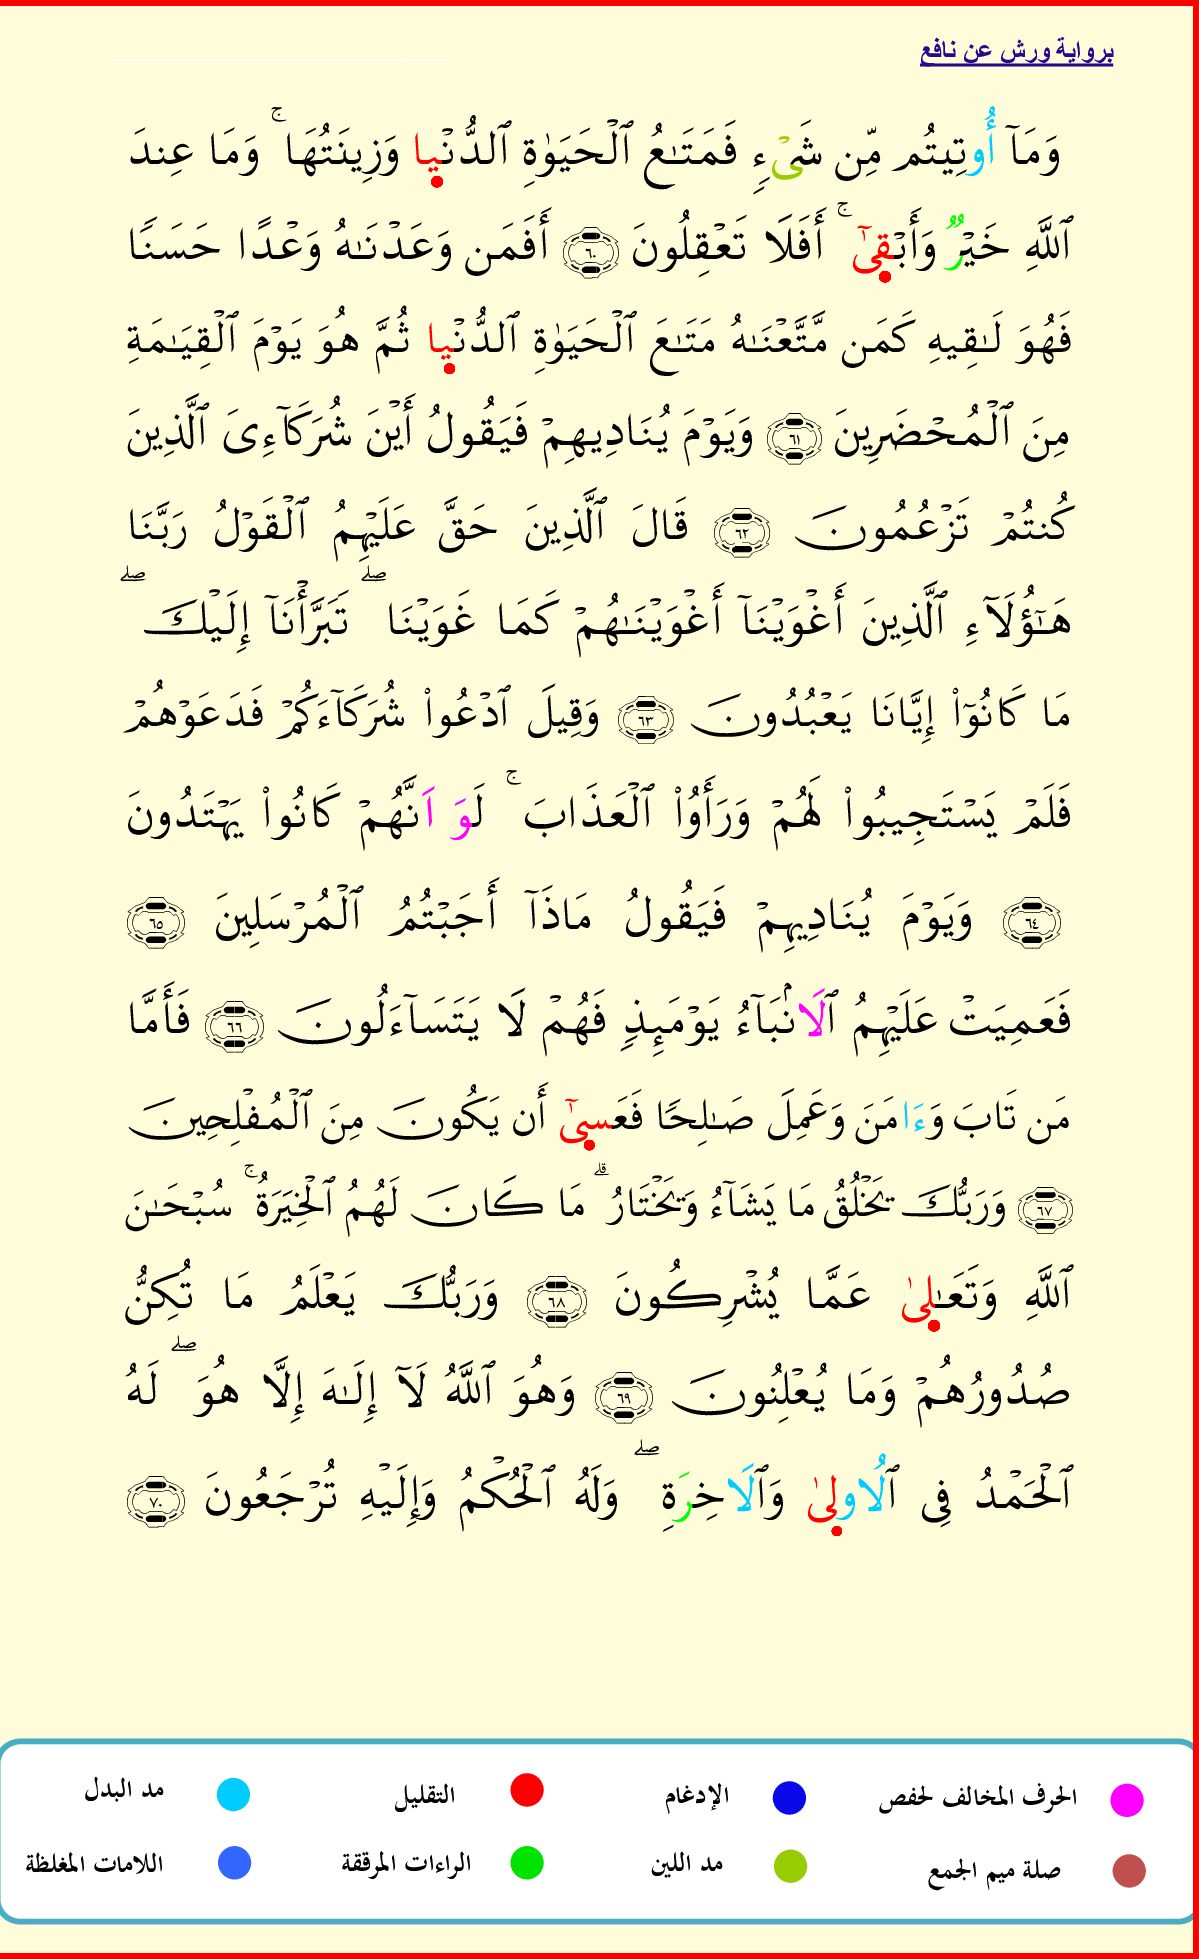 برواية ورش عن نافع
وَمَآ أُوتِيتُم مِّن شَىْءٍ فَمَتَٰعُ ٱلْحَيَوٰةِ ٱلدُّنْيا وَزِينَتُهَا ۚ وَمَا عِندَ
ٱللَّهِ خَيْرٌ وَأَبْقىٰٓ ۚ أَفَلَا تَعْقِلُونَ ٦٠ أَفَمَن وَعَدْنَٰهُ وَعْدًا حَسَنًا
فَهُوَ لَٰقِيهِ كَمَن مَّتَّعْنَٰهُ مَتَٰعَ ٱلْحَيَوٰةِ ٱلدُّنْيا ثُمَّ هُوَ يَوْمَ ٱلْقِيَٰمَةِ
مِنَ ٱلْمُحْضَرِينَ ٦١ وَيَوْمَ يُنَادِيهِمْ فَيَقُولُ أَيْنَ شُرَكَآءِىَ ٱلَّذِينَ
كُنتُمْ تَزْعُمُونَ ٦٢ قَالَ ٱلَّذِينَ حَقَّ عَلَيْهِمُ ٱلْقَوْلُ رَبَّنَا
هَٰٓؤُلَآءِ ٱلَّذِينَ أَغْوَيْنَآ أَغْوَيْنَٰهُمْ كَمَا غَوَيْنَا ۖ تَبَرَّأْنَآ إِلَيْكَ ۖ
مَا كَانُوٓا۟ إِيَّانَا يَعْبُدُونَ ٦٣ وَقِيلَ ٱدْعُوا۟ شُرَكَآءَكُمْ فَدَعَوْهُمْ
فَلَمْ يَسْتَجِيبُوا۟ لَهُمْ وَرَأَوُا۟ ٱلْعَذَابَ ۚ لَوَ اَنَّهُمْ كَانُوا۟ يَهْتَدُونَ
٦٤ وَيَوْمَ يُنَادِيهِمْ فَيَقُولُ مَاذَآ أَجَبْتُمُ ٱلْمُرْسَلِينَ ٦٥
فَعَمِيَتْ عَلَيْهِمُ ٱلَانۢبَآءُ يَوْمَئِذٍ فَهُمْ لَا يَتَسَآءَلُونَ ٦٦ فَأَمَّا
مَن تَابَ وَءَامَنَ وَعَمِلَ صَٰلِحًا فَعَسىٰٓ أَن يَكُونَ مِنَ ٱلْمُفْلِحِينَ
٦٧ وَرَبُّكَ يَخْلُقُ مَا يَشَآءُ وَيَخْتَارُ ۗ مَا كَانَ لَهُمُ ٱلْخِيَرَةُ ۚ سُبْحَٰنَ
ٱللَّهِ وَتَعَٰلىٰ عَمَّا يُشْرِكُونَ ٦٨ وَرَبُّكَ يَعْلَمُ مَا تُكِنُّ
صُدُورُهُمْ وَمَا يُعْلِنُونَ ٦٩ وَهُوَ ٱللَّهُ لَآ إِلَٰهَ إِلَّا هُوَ ۖ لَهُ
ٱلْحَمْدُ فِى ٱلُاولىٰ وَٱلَاخِرَةِ ۖ وَلَهُ ٱلْحُكْمُ وَإِلَيْهِ تُرْجَعُونَ ٧٠
الحرف المخالف لحفص الإدغام التقليل مد البدل
صلة ميم الجمع مد اللين الراءات المرققة اللامات المغلظة